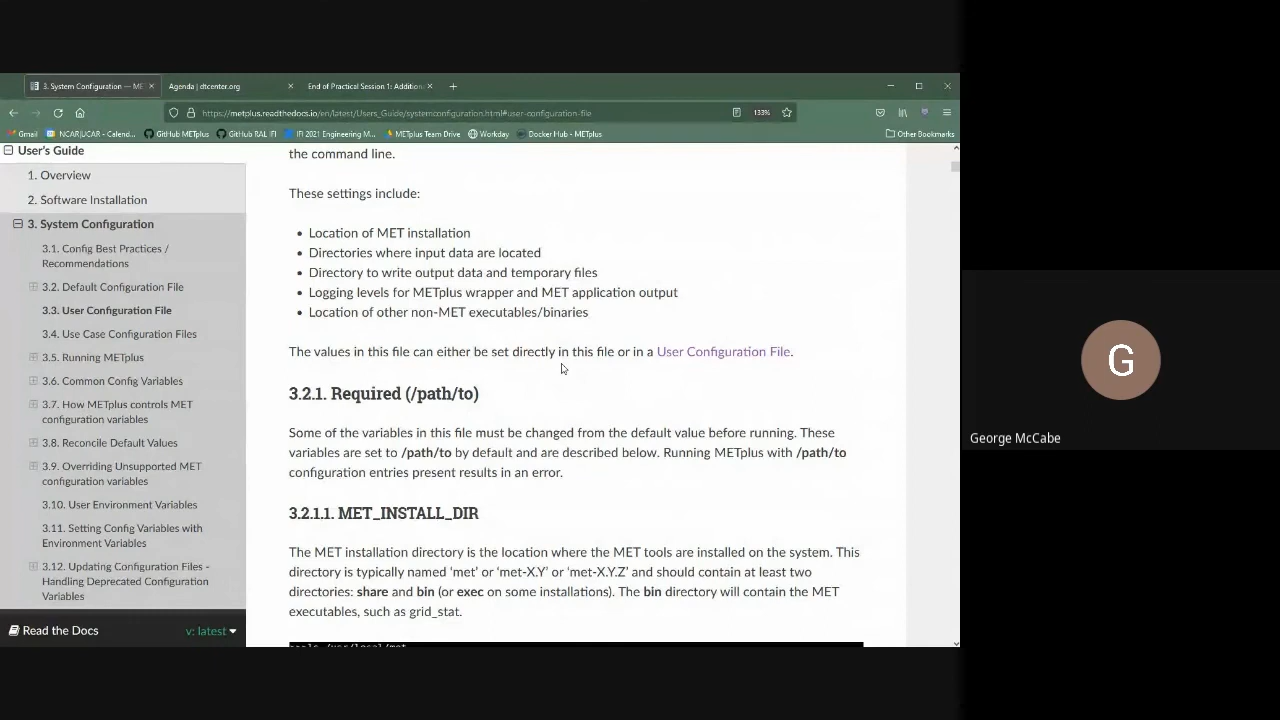 3. System Configuration — ME
Agenda | dtcenter.org
End of Practical Session 1: Addition
https://metplus.readthedocs.io/en/latest/Users_Guide/systemconfiguration.html#user-configuration-file
133%
Gmail
NCAR|UCAR - Calend...
GitHub METplus
GitHub RAL IFI
IFI 2021 Engineering M...
METplus Team Drive
Workday
Docker Hub - METplus
Other Bookmarks
User's Guide
1. Overview
2. Software Installation
3. System Configuration
3.1. Config Best Practices /
Recommendations
3.2. Default Configuration File
3.3. User Configuration File
3.4. Use Case Configuration Files
3.5. Running METplus
3.6. Common Config Variables
3.7. How METplus controls MET
configuration variables
3.8. Reconcile Default Values
3.9. Overriding Unsupported MET
configuration variables
3.10. User Environment Variables
3.11. Setting Config Variables with
Environment Variables
3.12. Updating Configuration Files -
Handling Deprecated Configuration
Variables
Read the Docs
v: latest
the command line.
These settings include:
• Location of MET installation
• Directories where input data are located
• Directory to write output data and temporary files
• Logging levels for METplus wrapper and MET application output
• Location of other non-MET executables/binaries
The values in this file can either be set directly in this file or in a User Configuration File.
3.2.1. Required (/path/to)
Some of the variables in this file must be changed from the default value before running. These
variables are set to /path/to by default and are described below. Running METplus with /path/to
configuration entries present results in an error.
3.2.1.1. MET_INSTALL_DIR
The MET installation directory is the location where the MET tools are installed on the system. This
directory is typically named ‘met’ or ‘met-X.Y’ or ‘met-X.Y.Z’ and should contain at least two
directories: share and bin (or exec on some installations). The bin directory will contain the MET
executables, such as grid_stat.
G
George McCabe